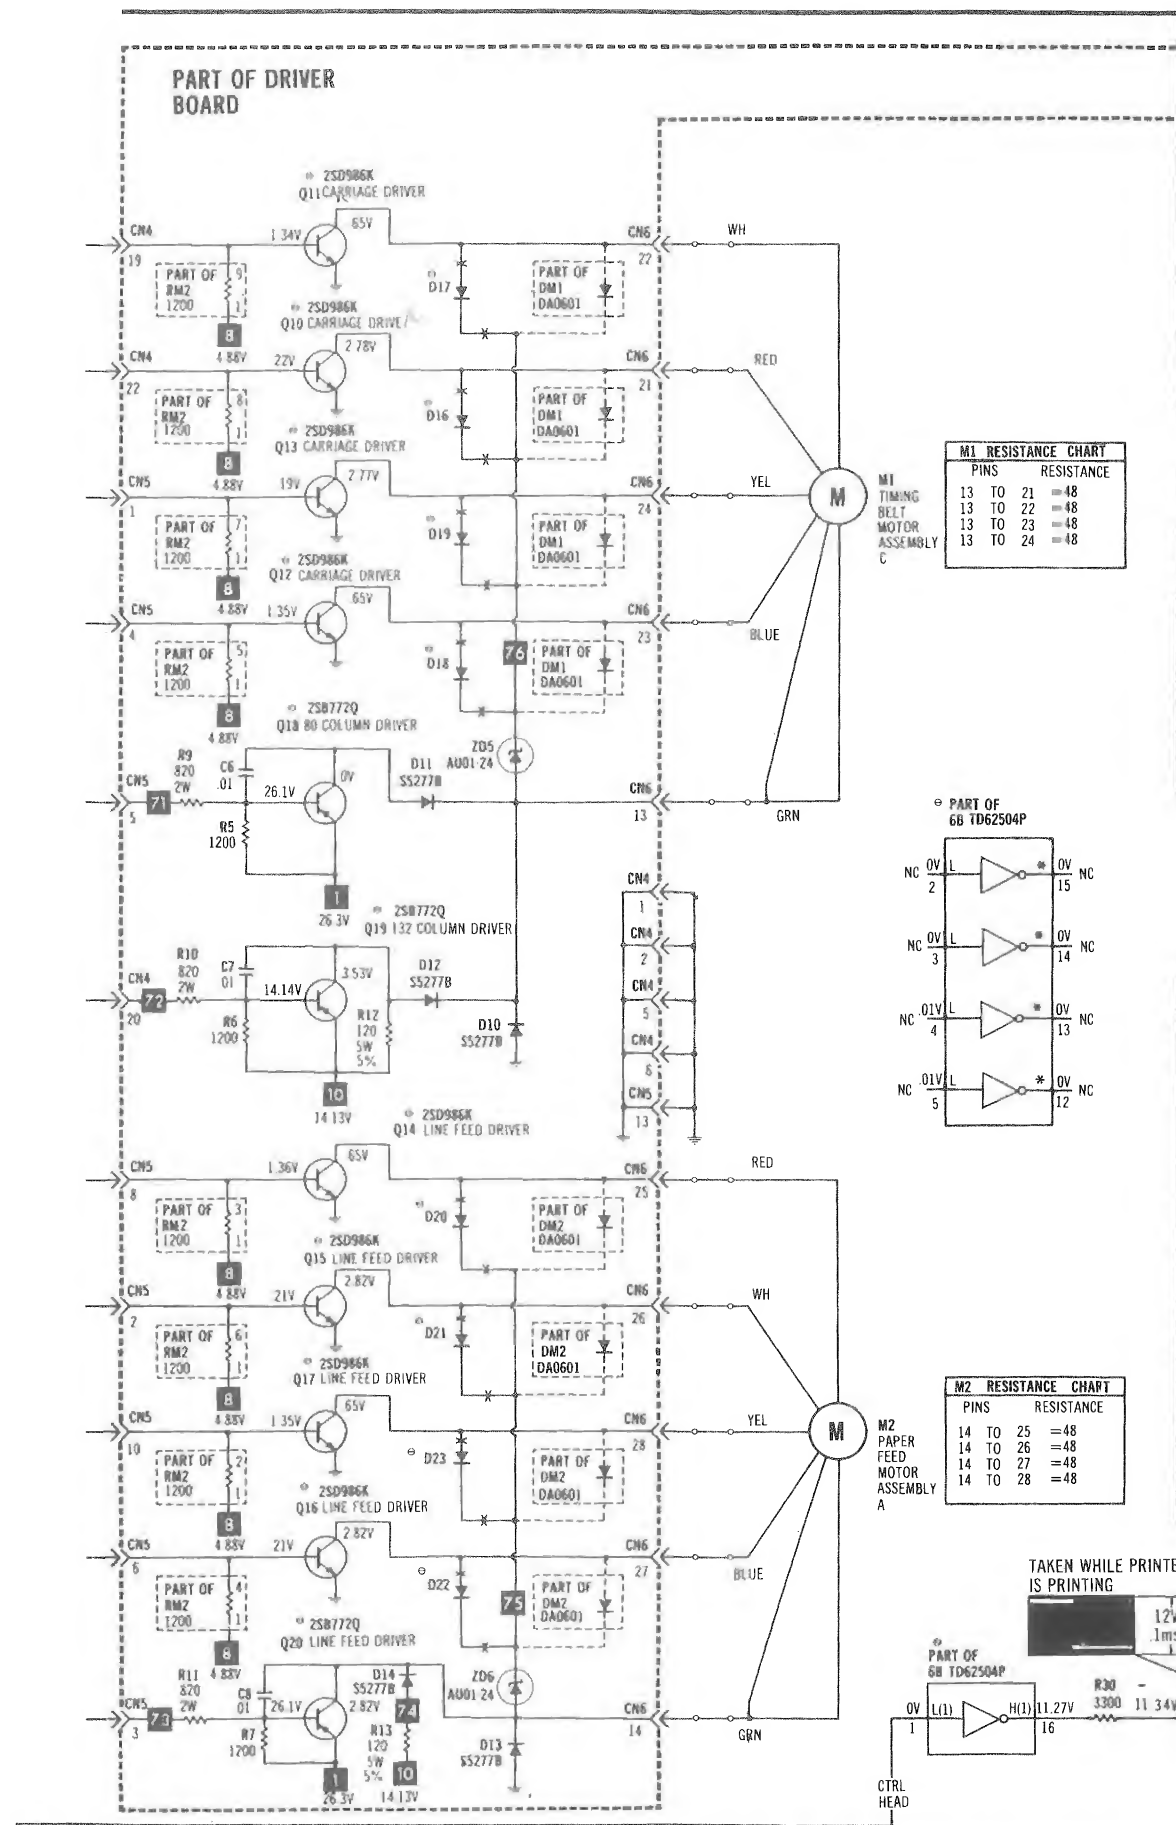 PART OF DRIVER
BOARD
2SD986K
Q11 CARRIAGE DRIVER
CN4
19
1.34V
65V
PART OF
RM2
1200
9
1
8
4.88V
D17
PART OF
DM1
DA0601
CN6
22
WH
2SD986K
Q10 CARRIAGE DRIVE
CN4
22
22V
2.78V
PART OF
RM2
1200
8
1
8
4.88V
D16
PART OF
DM1
DA0601
CN6
21
RED
2SD986K
Q13 CARRIAGE DRIVER
CN5
1
19V
2.77V
PART OF
RM2
1200
7
1
8
4.88V
D19
PART OF
DM1
DA0601
CN6
24
YEL
M
M1
TIMING
BELT
MOTOR
ASSEMBLY
C
M1 RESISTANCE CHART
PINS RESISTANCE
13 TO 21 =48
13 TO 22 =48
13 TO 23 =48
13 TO 24 =48
2SD986K
Q12 CARRIAGE DRIVER
CN5
4
1.35V
65V
PART OF
RM2
1200
5
1
8
4.88V
D18
76
PART OF
DM1
DA0601
CN6
23
BLUE
2SB772Q
Q18 80 COLUMN DRIVER
CN5
5
71
R9
820
2W
C6
.01
R5
1200
26.1V
0V
1
26.3V
D11
S5277B
ZD5
AU01-24
CN6
13
GRN
PART OF
6B TD62504P
NC 0V L * 0V NC
2 15
NC 0V L * 0V NC
3 14
NC .01V L * 0V NC
4 13
NC .01V L * 0V NC
5 12
CN4
1
CN4
2
CN4
5
CN4
6
CN5
13
2SB772Q
Q19 132 COLUMN DRIVER
CN4
20
72
R10
820
2W
C7
01
R6
1200
14.14V
3.53V
R12
120
5W
5%
10
14.13V
D12
S5277B
D10
S5277B
2SD986K
Q14 LINE FEED DRIVER
CN5
8
1.36V
65V
PART OF
RM2
1200
3
1
8
4.88V
D20
PART OF
DM2
DA0601
CN6
25
RED
2SD986K
Q15 LINE FEED DRIVER
CN5
2
21V
2.82V
PART OF
RM2
1200
6
1
8
4.88V
D21
PART OF
DM2
DA0601
CN6
26
WH
2SD986K
Q17 LINE FEED DRIVER
CN5
10
1.35V
65V
PART OF
RM2
1200
2
1
8
4.88V
D23
PART OF
DM2
DA0601
CN6
28
YEL
M
M2
PAPER
FEED
MOTOR
ASSEMBLY
A
M2 RESISTANCE CHART
PINS RESISTANCE
14 TO 25 =48
14 TO 26 =48
14 TO 27 =48
14 TO 28 =48
2SD986K
Q16 LINE FEED DRIVER
CN5
6
21V
2.82V
PART OF
RM2
1200
4
1
8
4.88V
D22
75
PART OF
DM2
DA0601
CN6
27
BLUE
2SB772Q
Q20 LINE FEED DRIVER
CN5
3
73
R11
820
2W
C8
01
R7
1200
26.1V
2.82V
1
26.3V
D14
S5277B
74
R13
120
5W
5%
10
14.13V
ZD6
AU01-24
D13
S5277B
CN6
14
GRN
TAKEN WHILE PRINTE
IS PRINTING
12V
.1ms
PART OF
6B TD62504P
0V L(1) H(1) 11.27V
1 16
R30
3300
11.34V
CTRL
HEAD